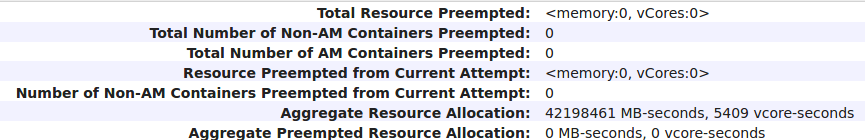 Total Resource Preempted: <memory:0, vCores:0>
Total Number of Non-AM Containers Preempted: 0
Total Number of AM Containers Preempted: 0
Resource Preempted from Current Attempt: <memory:0, vCores:0>
Number of Non-AM Containers Preempted from Current Attempt: 0
Aggregate Resource Allocation: 42198461 MB-seconds, 5409 vcore-seconds
Aggregate Preempted Resource Allocation: 0 MB-seconds, 0 vcore-seconds